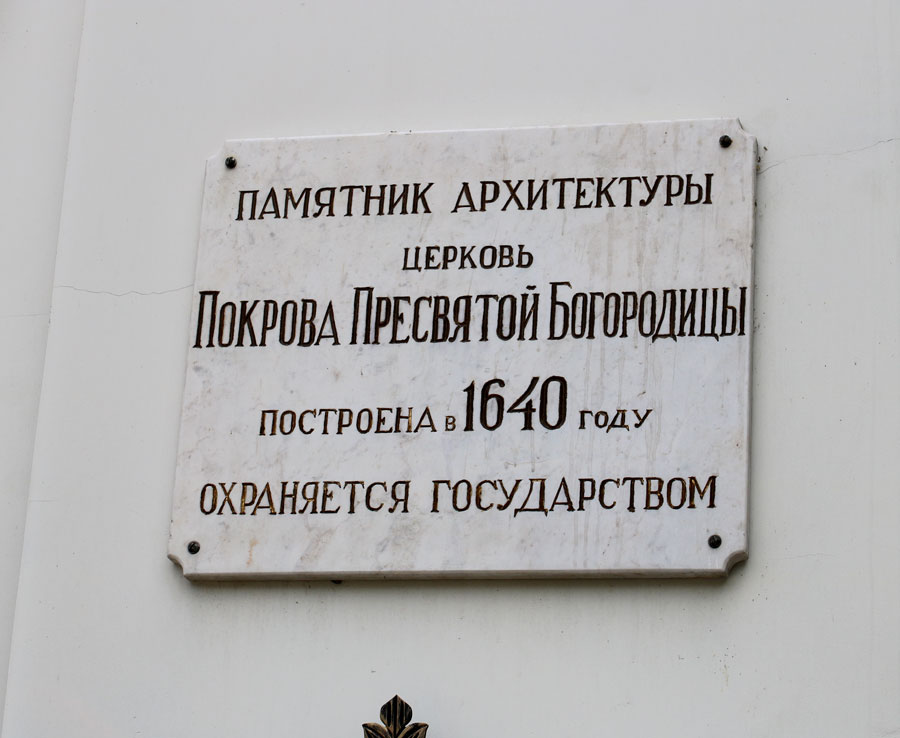 ПАМЯТНИК АРХИТЕКТУРЫ
ЦЕРКОВЬ
ПОКРОВА ПРЕСВЯТОЙ БОГОРОДИЦЫ
ПОСТРОЕНА В 1640 ГОДУ
ОХРАНЯЕТСЯ ГОСУДАРСТВОМ